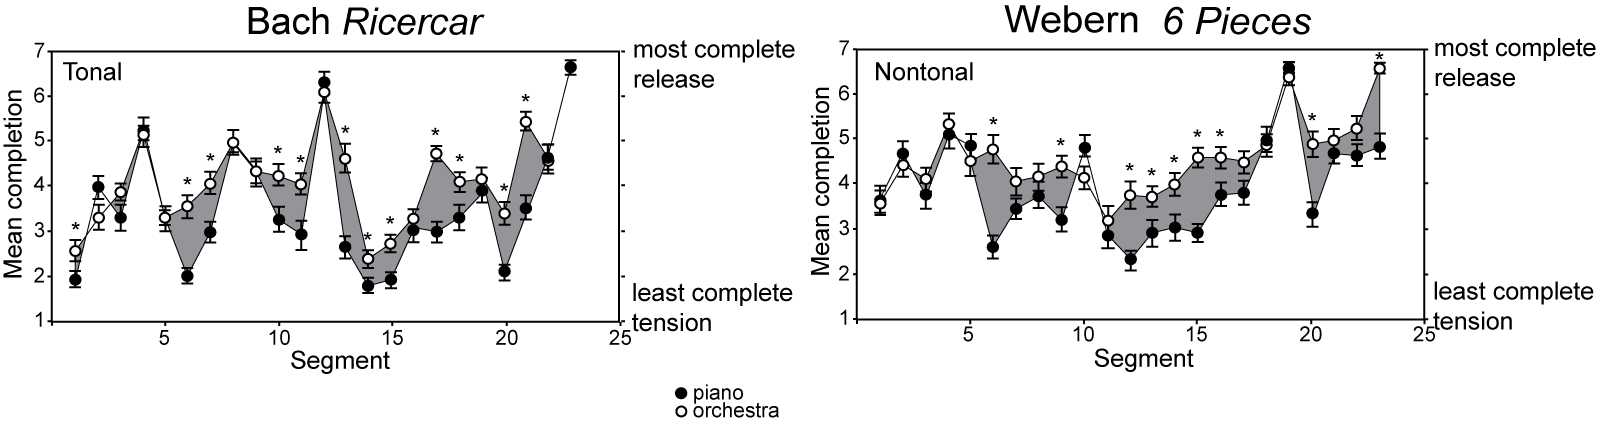 Bach Ricercar
7
6
5
4
3
2
1
Mean completion
Tonal
*
*
*
*
*
*
*
*
*
*
*
*
most complete
release
least complete
tension
5
10
15
20
25
Segment
Webern 6 Pieces
7
6
5
4
3
2
1
Mean completion
Nontonal
*
*
*
*
*
*
*
*
*
most complete
release
least complete
tension
5
10
15
20
25
Segment
piano
orchestra